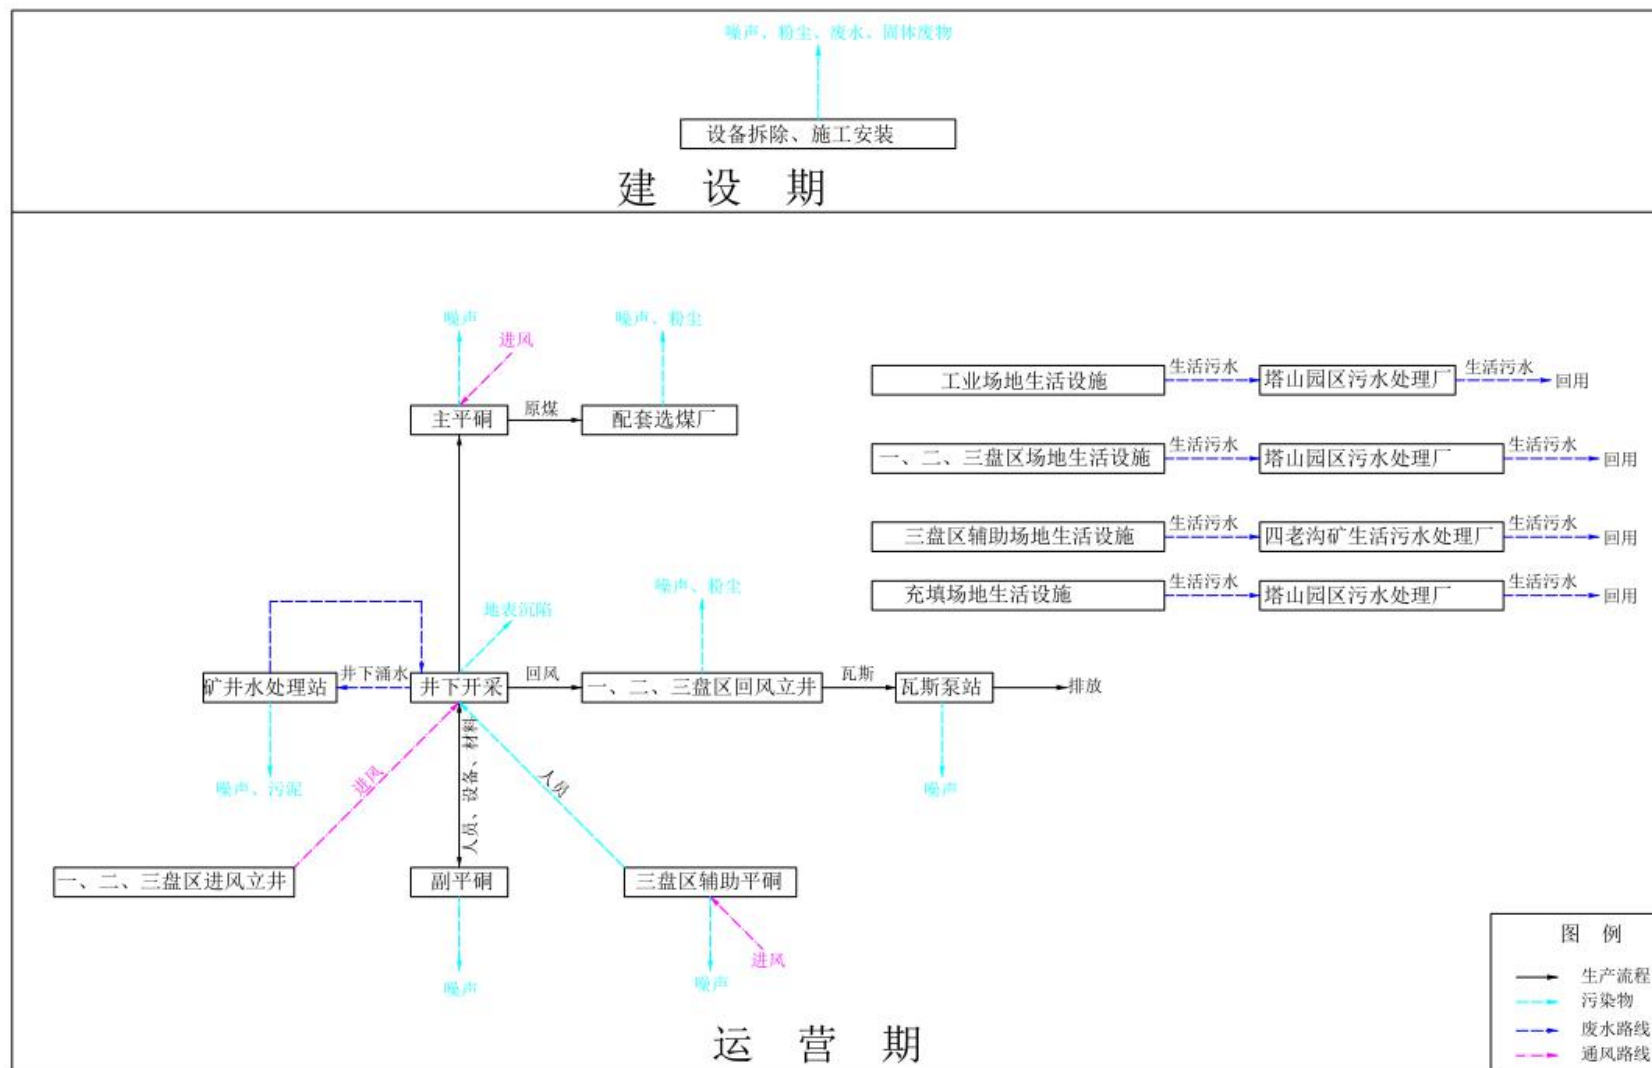 噪声、粉尘、废水、固体废物
设备拆除、施工安装
建 设 期
噪声
进风
噪声、粉尘
主平硐
原煤
配套选煤厂
工业场地生活设施
生活污水
塔山园区污水处理厂
生活污水
回用
一、二、三盘区场地生活设施
生活污水
塔山园区污水处理厂
生活污水
回用
三盘区辅助场地生活设施
生活污水
四老沟矿生活污水处理厂
生活污水
回用
充填场地生活设施
生活污水
塔山园区污水处理厂
生活污水
回用
地表沉陷
噪声、粉尘
矿井水处理站
井下涌水
井下开采
回风
一、二、三盘区回风立井
瓦斯
瓦斯泵站
排放
噪声、污泥
进风
人员、设备、材料
人员
噪声
一、二、三盘区进风立井
副平硐
三盘区辅助平硐
噪声
噪声
进风
运 营 期
图 例
生产流程
污染物
废水路线
通风路线